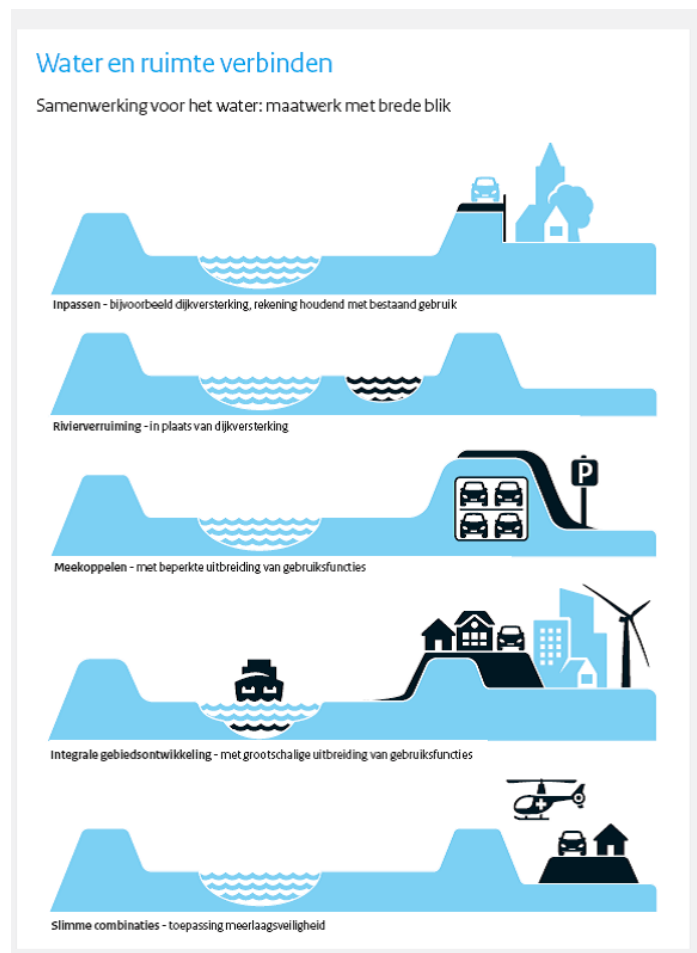 Water en ruimte verbinden
Samenwerking voor het water: maatwerk met brede blik
Inpassen - bijvoorbeeld dijkversterking, rekening houdend met bestaand gebruik
Rivierverruiming - in plaats van dijkversterking
P
Meekoppelen - met beperkte uitbreiding van gebruiksfuncties
Integrale gebiedsontwikkeling - met grootschalige uitbreiding van gebruiksfuncties
Slimme combinaties - toepassing meerlaagsveiligheid